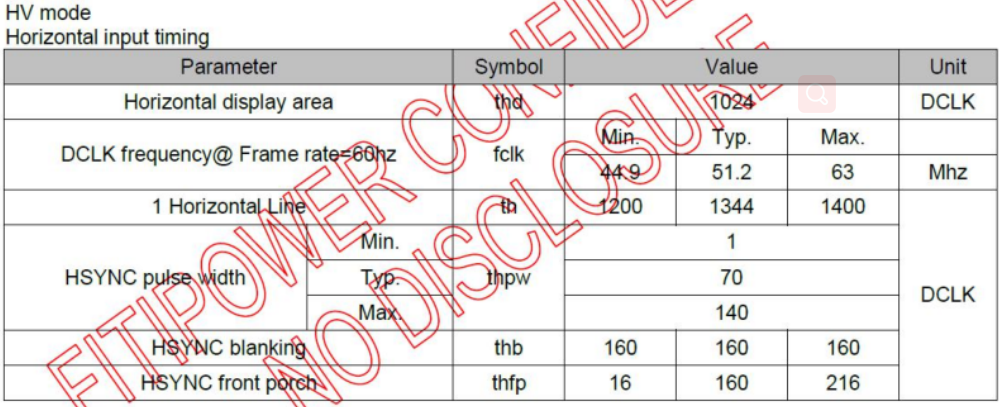 HV mode
Horizontal input timing
Parameter Symbol Value Unit
Horizontal display area thd 1024 DCLK
DCLK frequency@ Frame rate=60hz fclk Min. Typ. Max.
44.9 51.2 63 Mhz
1 Horizontal Line th 1200 1344 1400 DCLK
HSYNC pulse width thpw Min. 1
Typ. 70
Max. 140
HSYNC blanking thb 160 160 160
HSYNC front porch thfp 16 160 216
FITIPOWER CONFIDE
NO DISCLOSURE